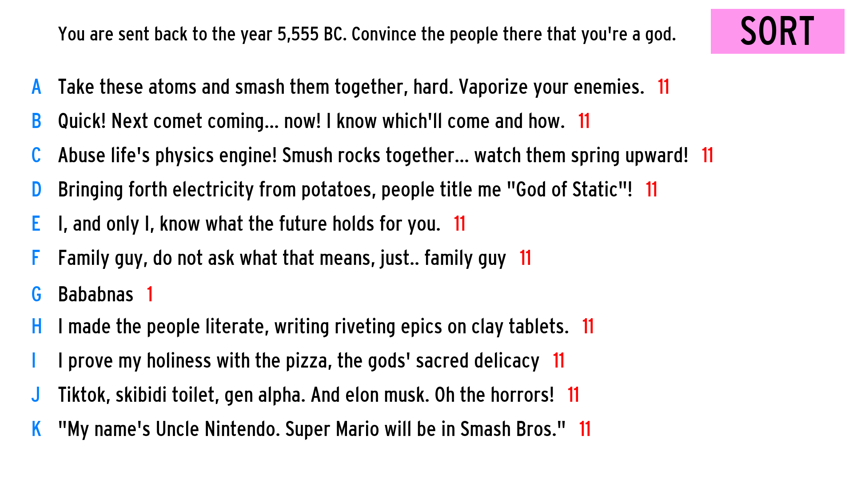 You are sent back to the year 5,555 BC. Convince the people there that you're a god.
SORT
A Take these atoms and smash them together, hard. Vaporize your enemies. 11
B Quick! Next comet coming... now! I know which'll come and how. 11
C Abuse life's physics engine! Smush rocks together... watch them spring upward! 11
D Bringing forth electricity from potatoes, people title me "God of Static"! 11
E I, and only I, know what the future holds for you. 11
F Family guy, do not ask what that means, just.. family guy 11
G Bababnas 1
H I made the people literate, writing riveting epics on clay tablets. 11
I I prove my holiness with the pizza, the gods' sacred delicacy 11
J Tiktok, skibidi toilet, gen alpha. And elon musk. Oh the horrors! 11
K "My name's Uncle Nintendo. Super Mario will be in Smash Bros." 11